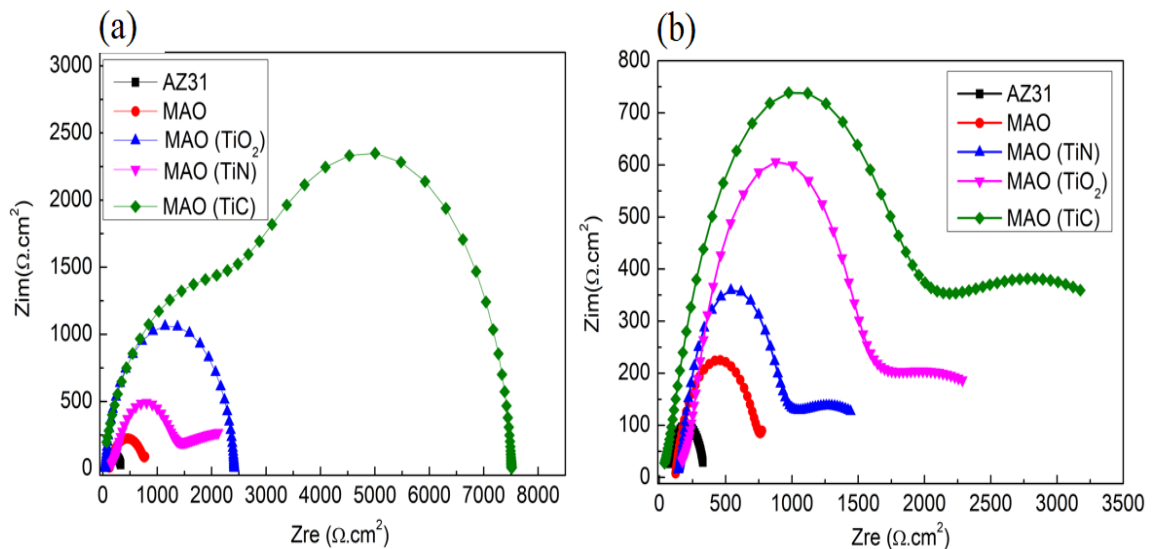 (a)
3000
2500
2000
1500
1000
500
0
Zim(Ω.cm²)
AZ31
MAO
MAO (TiO₂)
MAO (TiN)
MAO (TiC)
0 1000 2000 3000 4000 5000 6000 7000 8000
Zre (Ω.cm²)
(b)
800
700
600
500
400
300
200
100
0
Zim(Ω.cm²)
AZ31
MAO
MAO (TiN)
MAO (TiO₂)
MAO (TiC)
0 500 1000 1500 2000 2500 3000 3500
Zre (Ω.cm²)